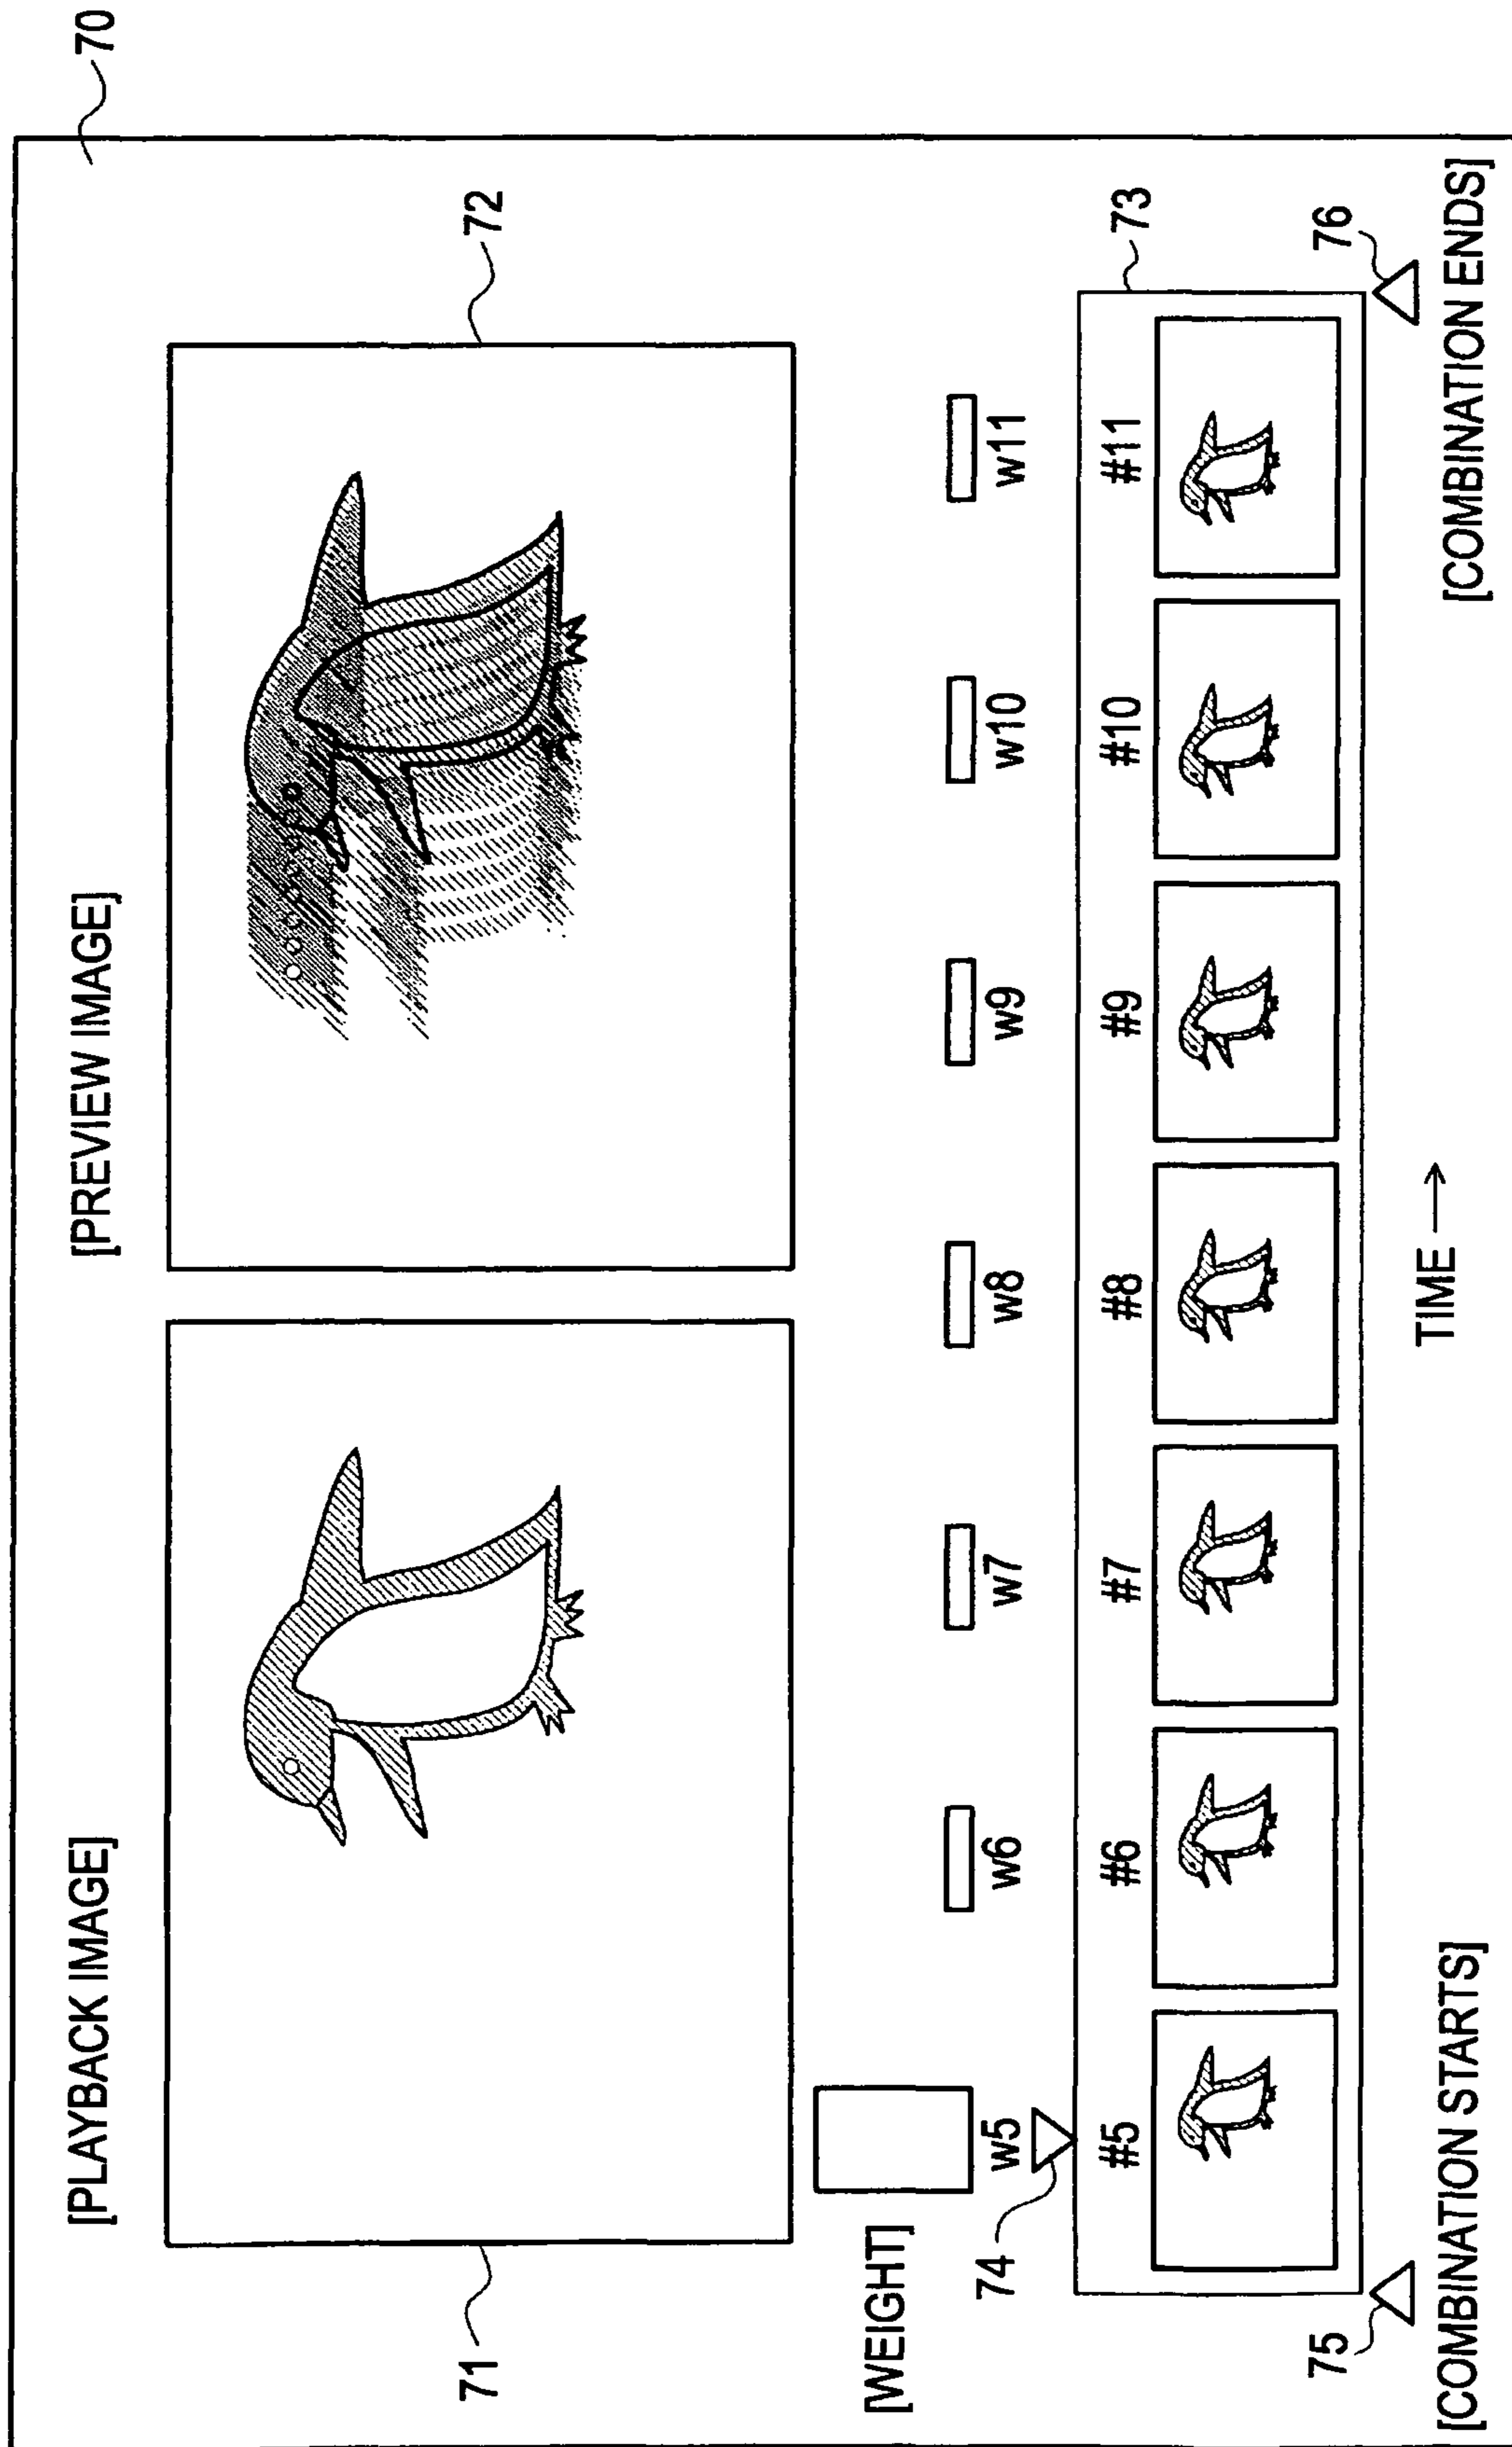 70
[PLAYBACK IMAGE]
[PREVIEW IMAGE]
71
72
[WEIGHT]
w5
w6
w7
w8
w9
w10
w11
74
73
#5
#6
#7
#8
#9
#10
#11
75
76
TIME →
[COMBINATION STARTS]
[COMBINATION ENDS]